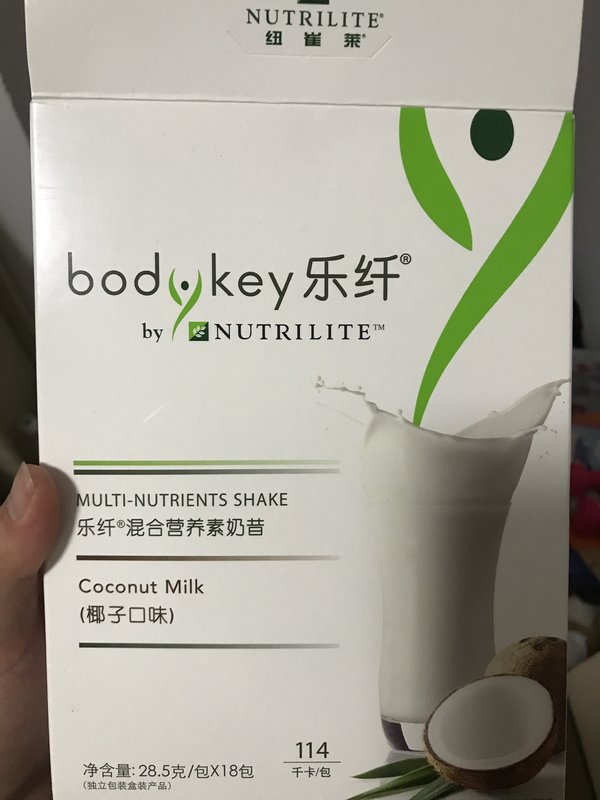 NUTRILITE®
纽崔莱®
bodykey乐纤®
by NUTRILITE™
MULTI-NUTRIENTS SHAKE
乐纤®混合营养素奶昔
Coconut Milk
(椰子口味)
净含量: 28.5克/包X18包
(独立包装盒装产品)
114
千卡/包